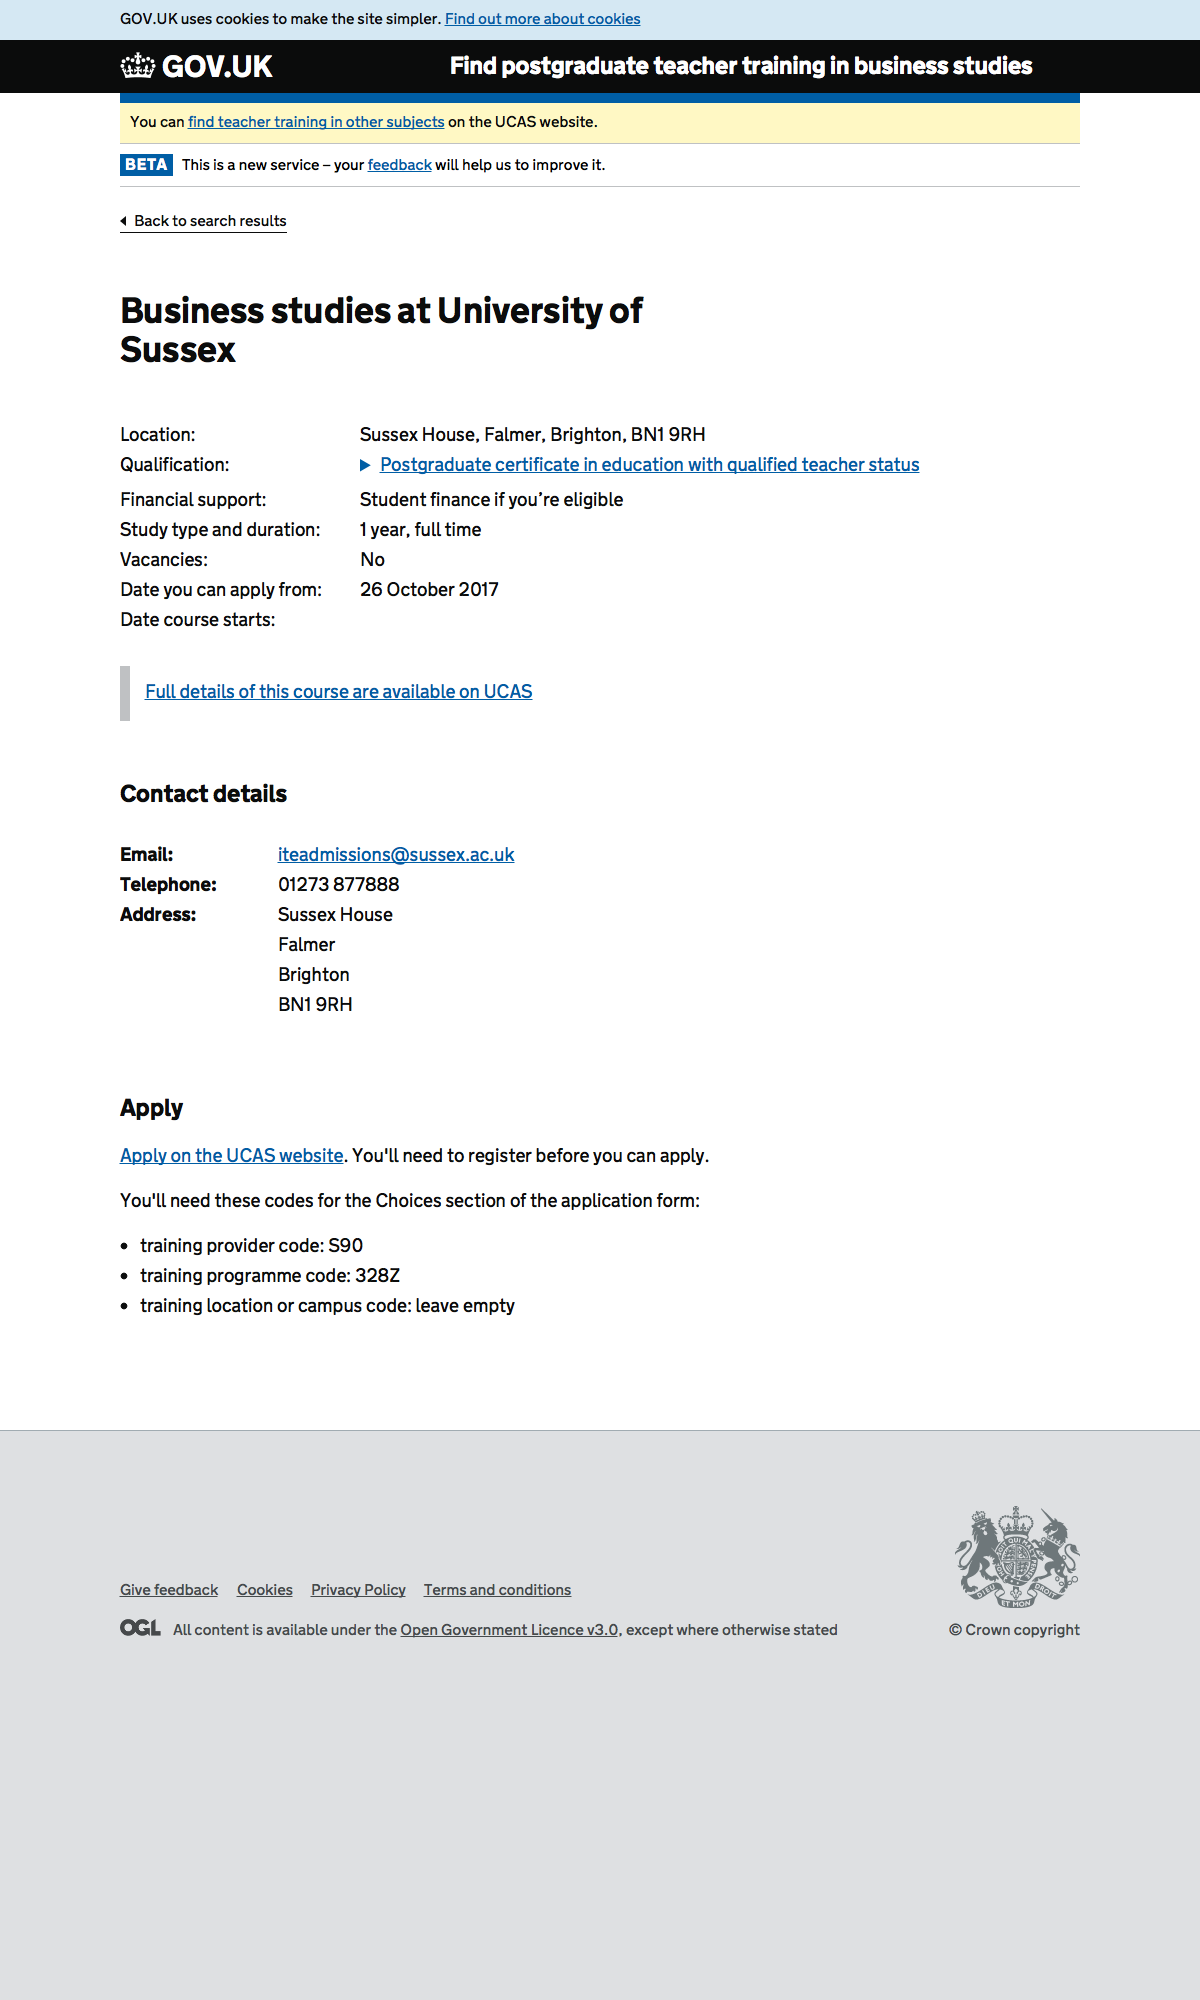 GOV.UK uses cookies to make the site simpler. Find out more about cookies
GOV.UK
Find postgraduate teacher training in business studies
You can find teacher training in other subjects on the UCAS website.
BETA This is a new service – your feedback will help us to improve it.
Back to search results
Business studies at University of
Sussex
Location: Sussex House, Falmer, Brighton, BN1 9RH
Qualification: Postgraduate certificate in education with qualified teacher status
Financial support: Student finance if you’re eligible
Study type and duration: 1 year, full time
Vacancies: No
Date you can apply from: 26 October 2017
Date course starts:
Full details of this course are available on UCAS
Contact details
Email: iteadmissions@sussex.ac.uk
Telephone: 01273 877888
Address: Sussex House
Falmer
Brighton
BN1 9RH
Apply
Apply on the UCAS website. You'll need to register before you can apply.
You'll need these codes for the Choices section of the application form:
• training provider code: S90
• training programme code: 328Z
• training location or campus code: leave empty
Give feedback Cookies Privacy Policy Terms and conditions
OGL All content is available under the Open Government Licence v3.0, except where otherwise stated
DIEU ET MON DROIT
© Crown copyright